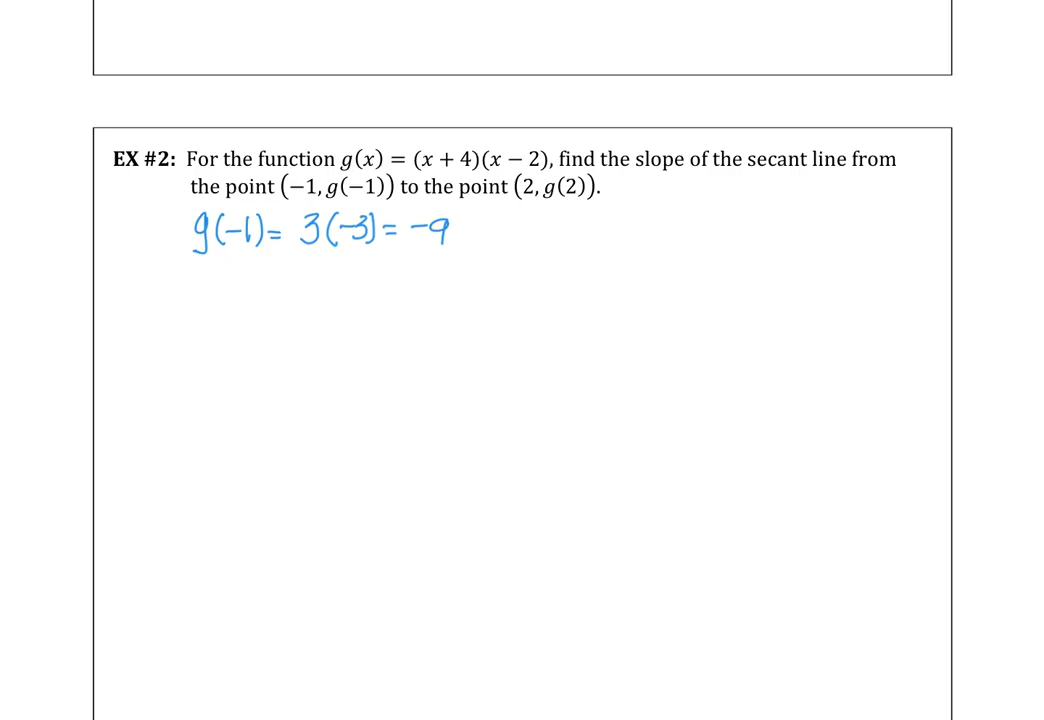 EX #2: For the function g(x) = (x + 4)(x − 2), find the slope of the secant line from
the point (−1, g(−1)) to the point (2, g(2)).
g(-1)= 3(-3)= -9